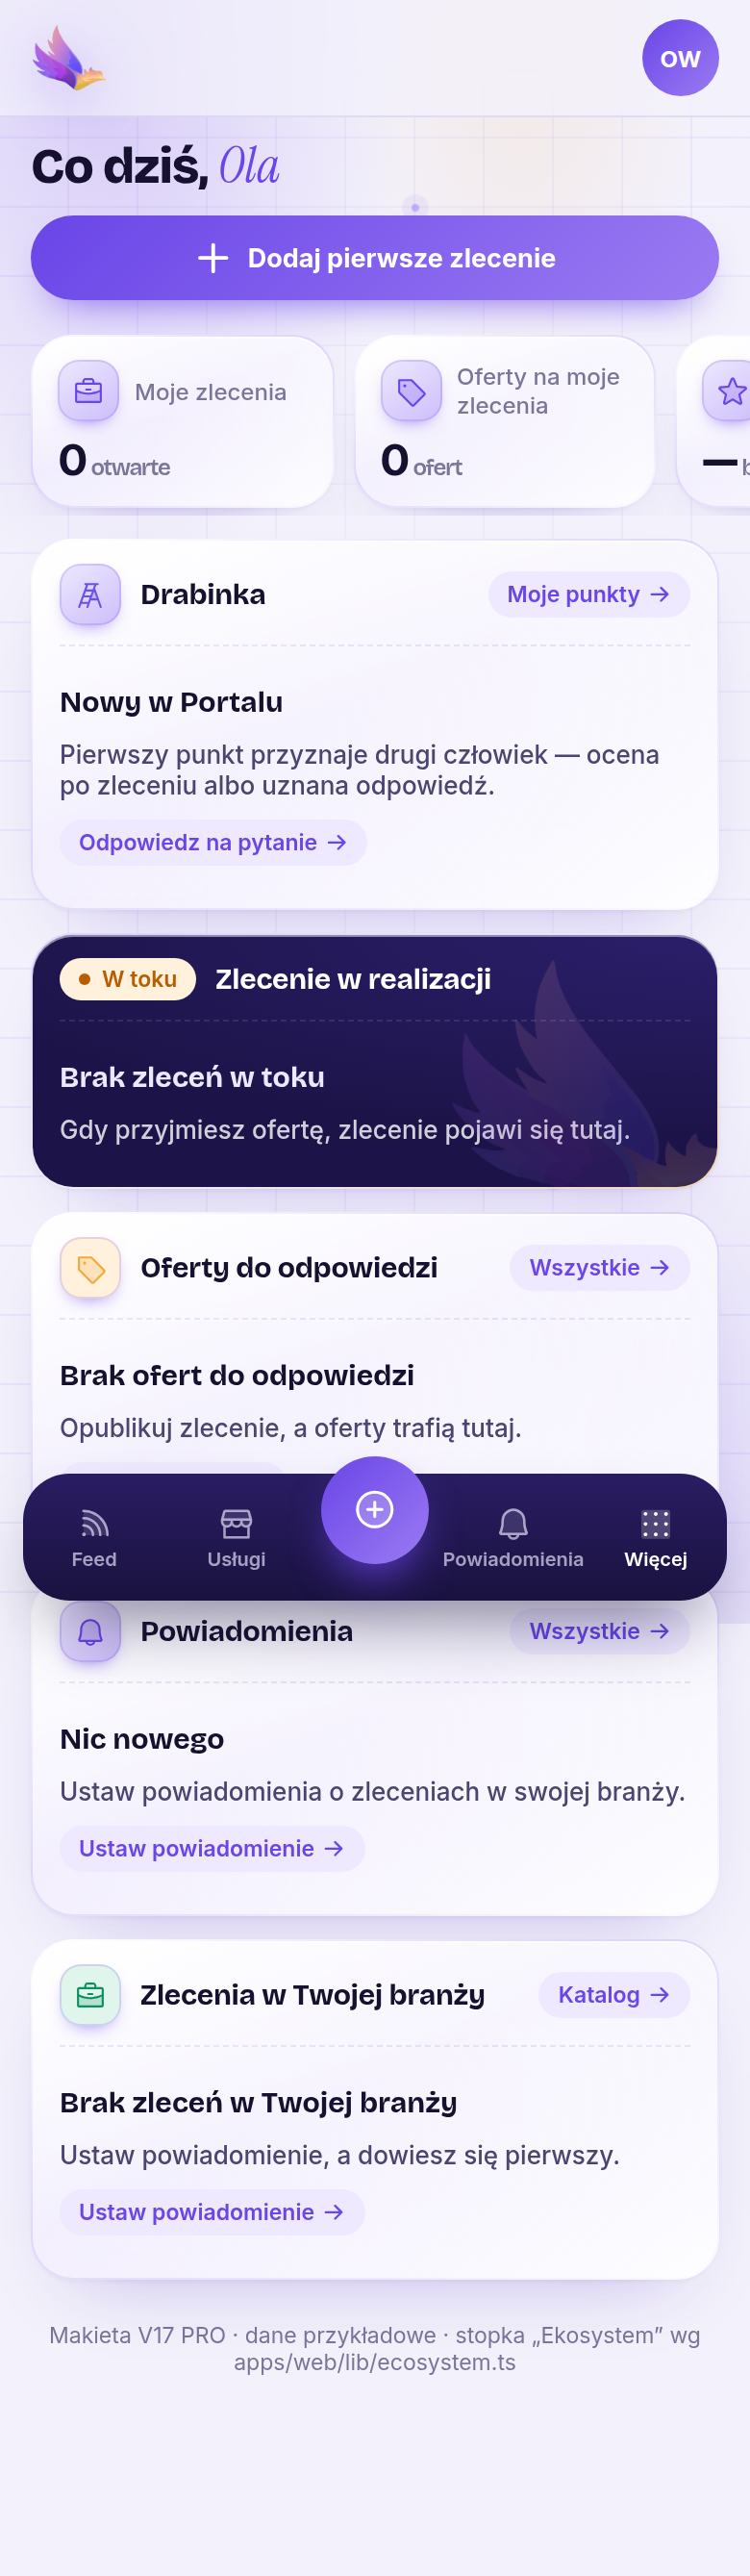 OW
Co dziś, Ola
Dodaj pierwsze zlecenie
Moje zlecenia
0 otwarte
Oferty na moje
zlecenia
0 ofert
—
Drabinka
Moje punkty →
Nowy w Portalu
Pierwszy punkt przyznaje drugi człowiek — ocena
po zleceniu albo uznana odpowiedź.
Odpowiedz na pytanie →
W toku
Zlecenie w realizacji
Brak zleceń w toku
Gdy przyjmiesz ofertę, zlecenie pojawi się tutaj.
Oferty do odpowiedzi
Wszystkie →
Brak ofert do odpowiedzi
Opublikuj zlecenie, a oferty trafią tutaj.
Feed
Usługi
Powiadomienia
Więcej
Powiadomienia
Wszystkie →
Nic nowego
Ustaw powiadomienia o zleceniach w swojej branży.
Ustaw powiadomienie →
Zlecenia w Twojej branży
Katalog →
Brak zleceń w Twojej branży
Ustaw powiadomienie, a dowiesz się pierwszy.
Ustaw powiadomienie →
Makieta V17 PRO · dane przykładowe · stopka „Ekosystem” wg
apps/web/lib/ecosystem.ts